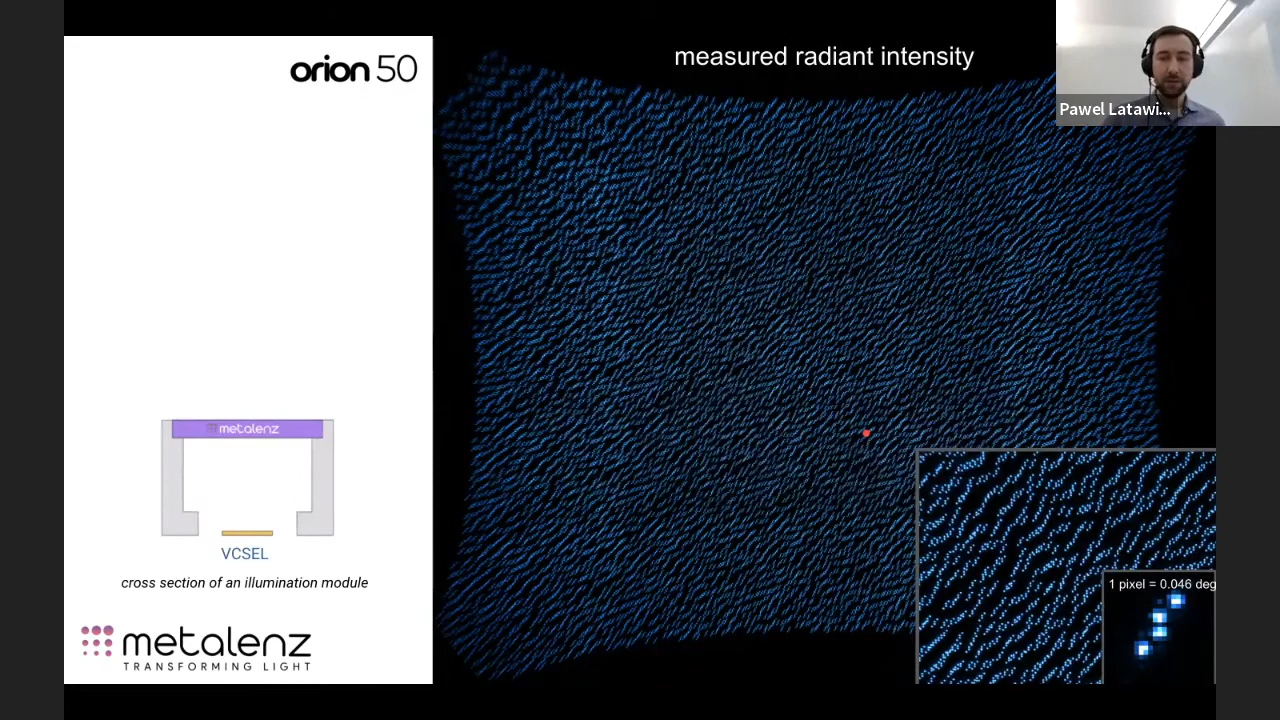 orion 50
measured radiant intensity
Pawel Latawi...
metalenz
VCSEL
cross section of an illumination module
metalenz
TRANSFORMING LIGHT
1 pixel = 0.046 deg